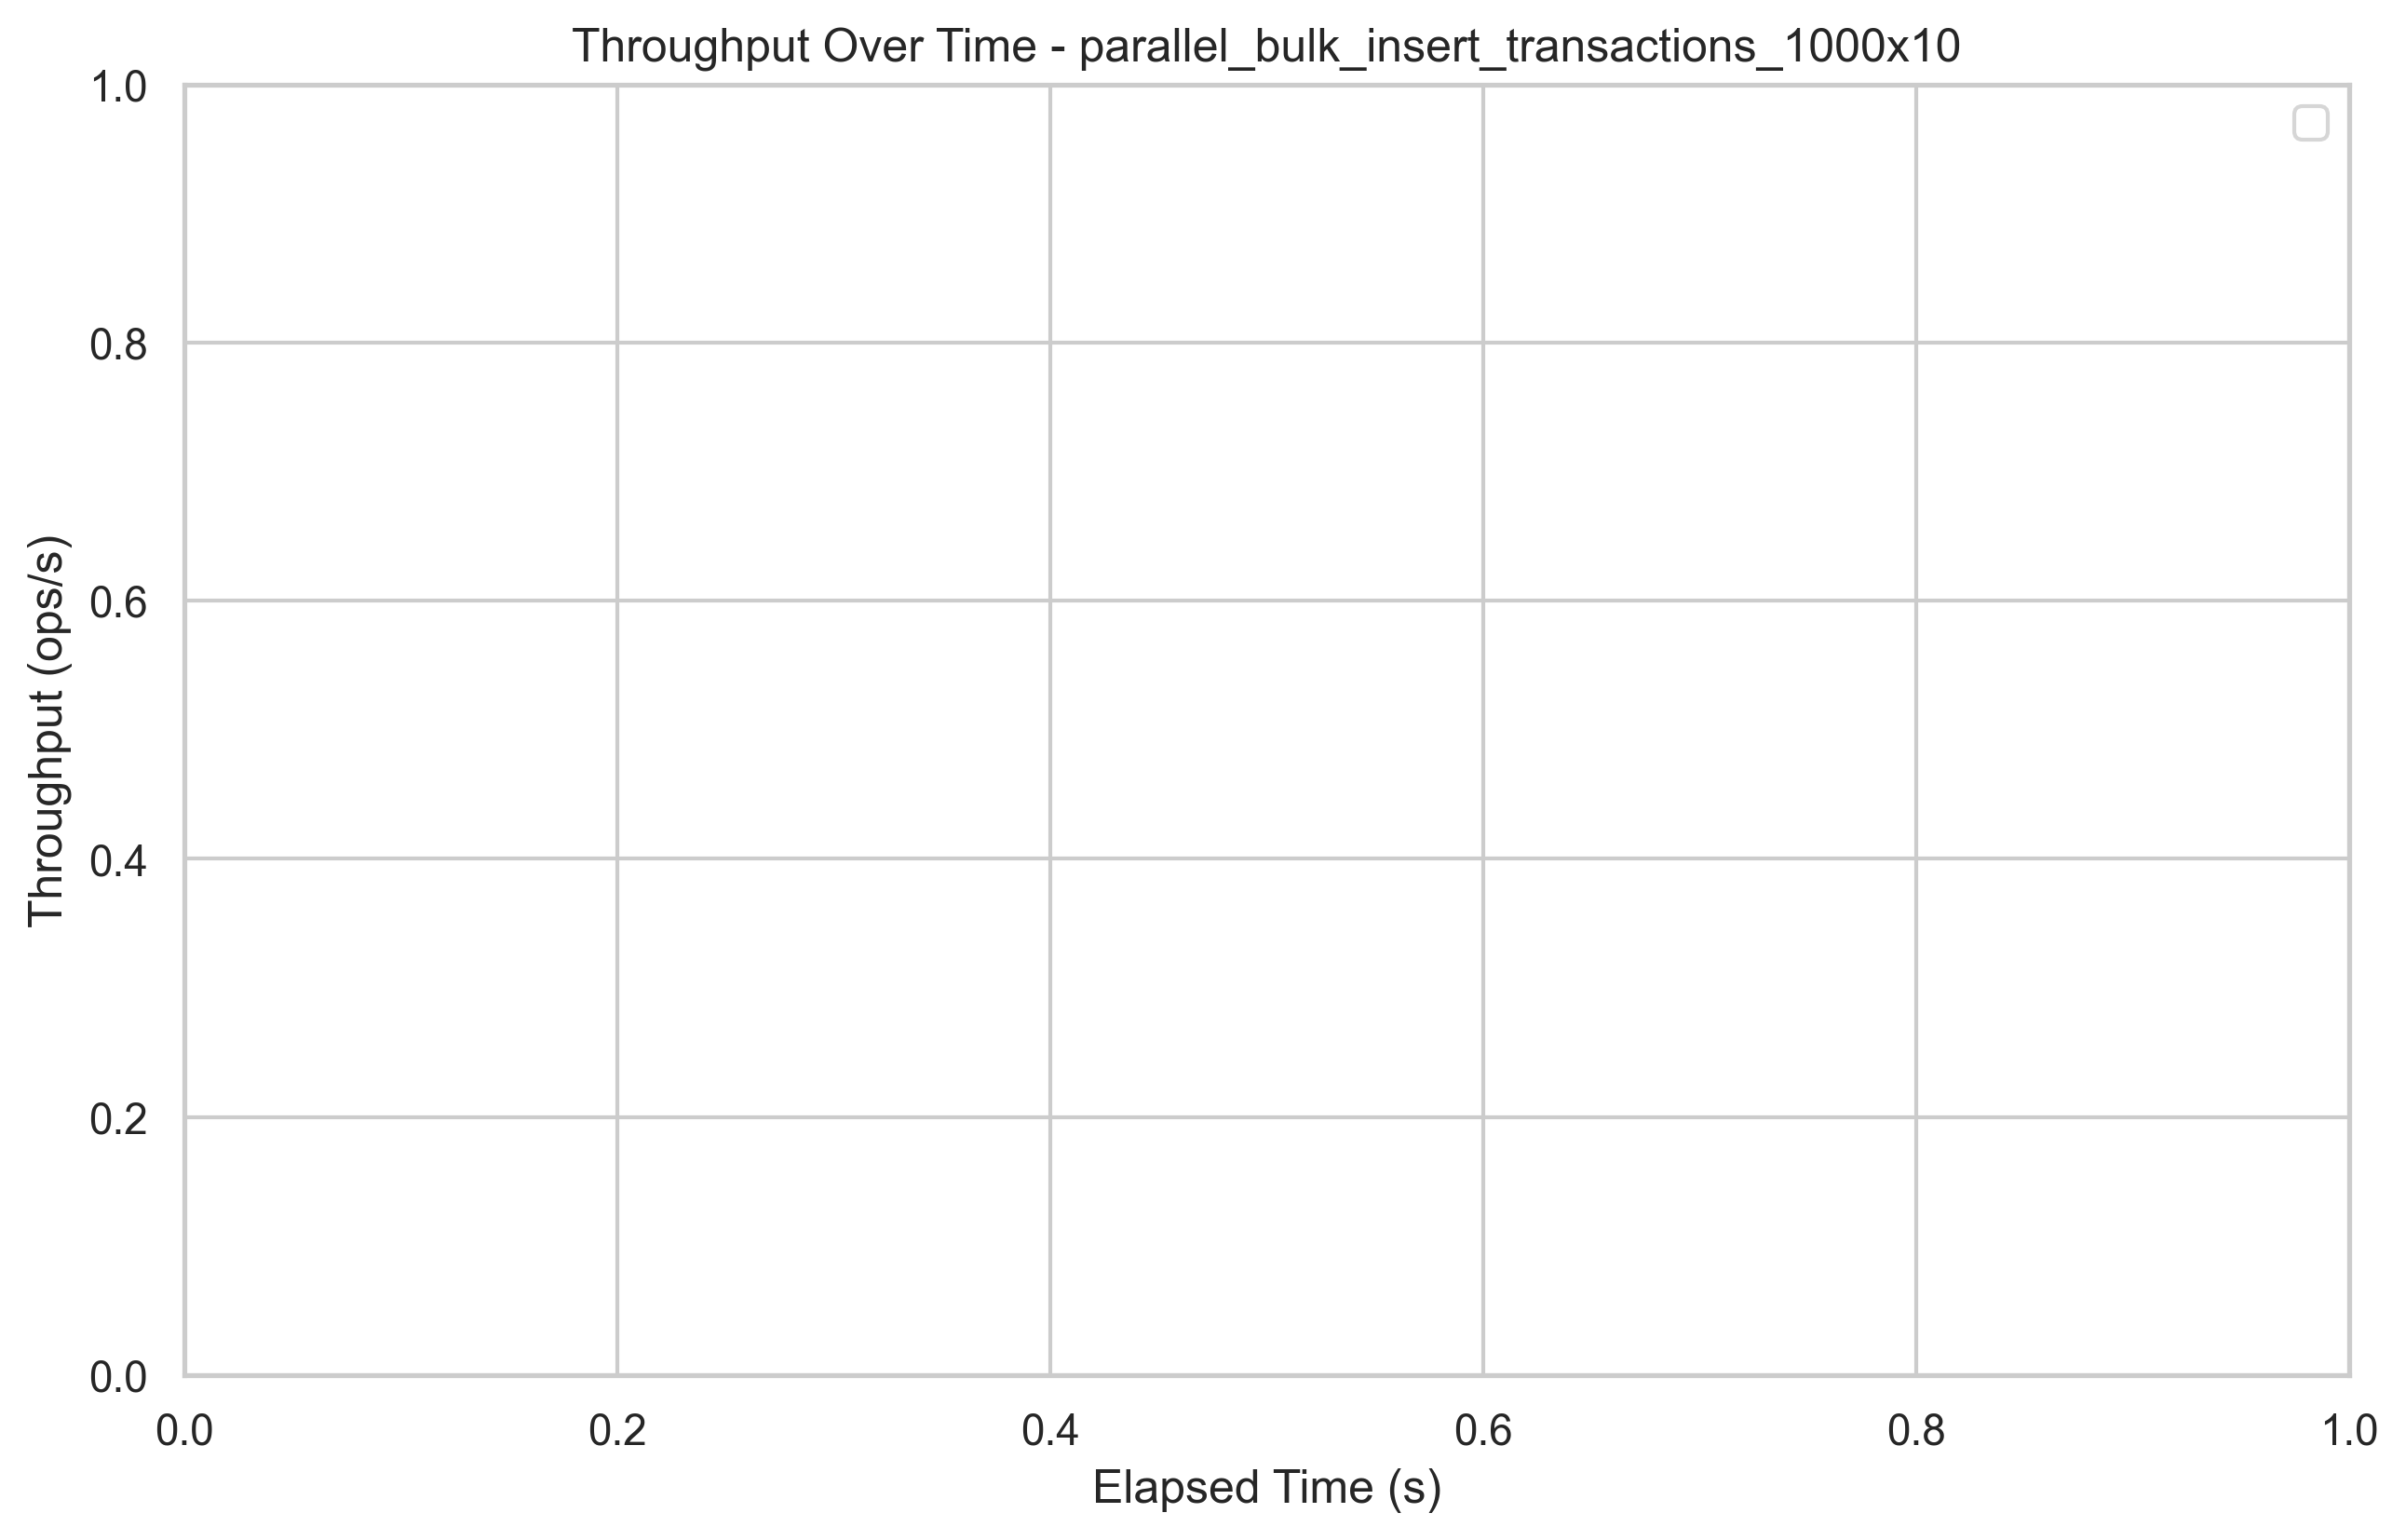 Throughput Over Time - parallel_bulk_insert_transactions_1000x10
1.0
0.8
0.6
0.4
0.2
0.0
Throughput (ops/s)
0.0 0.2 0.4 0.6 0.8 1.0
Elapsed Time (s)